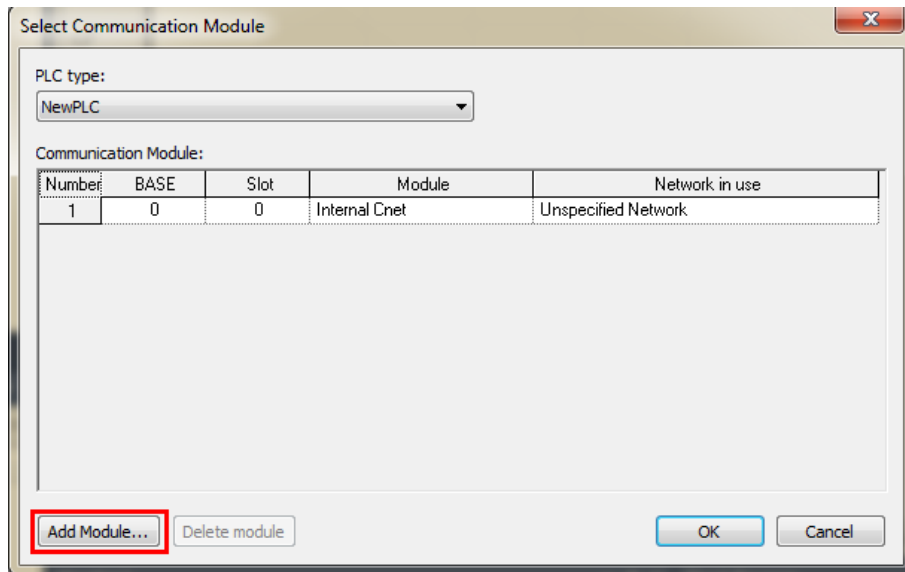 Select Communication Module
PLC type:
NewPLC
Communication Module:
Number BASE Slot Module Network in use
1 0 0 Internal Cnet Unspecified Network
Add Module... Delete module OK Cancel